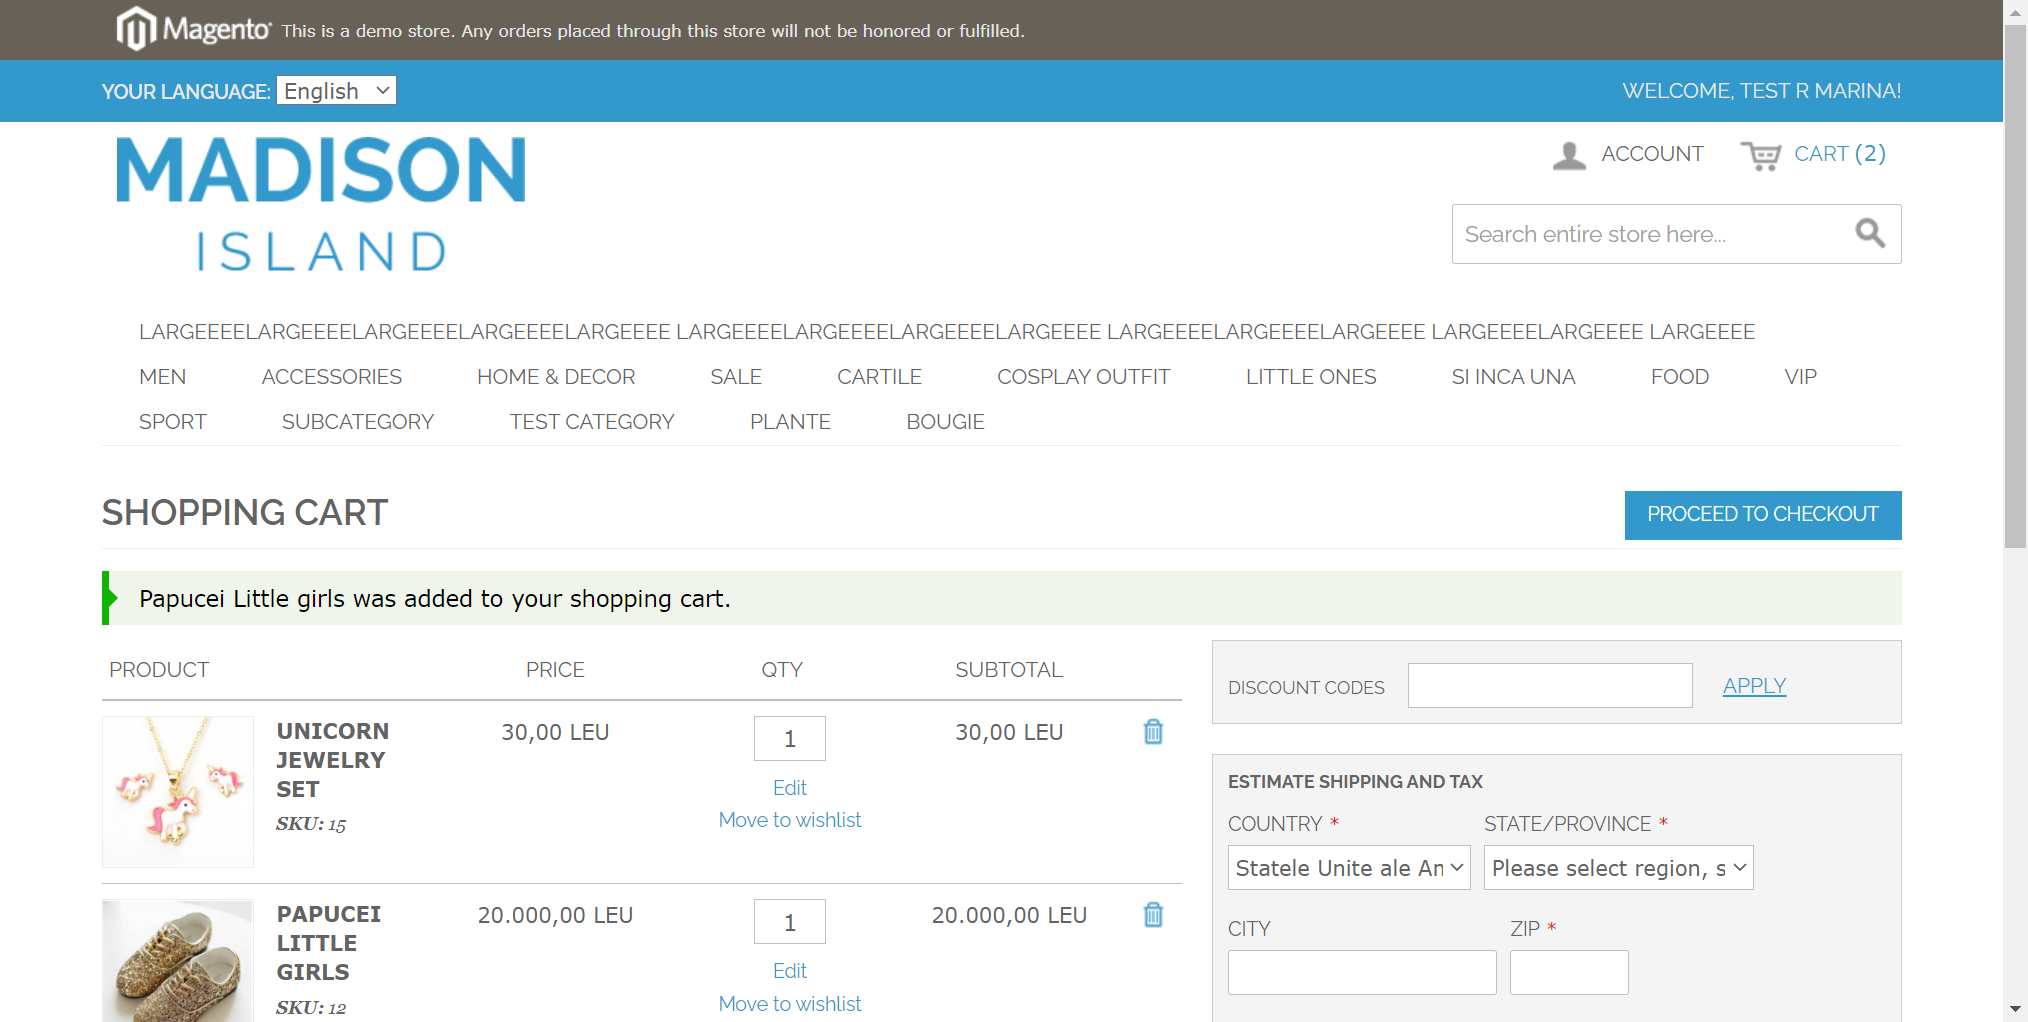 Magento This is a demo store. Any orders placed through this store will not be honored or fulfilled.
YOUR LANGUAGE: English
WELCOME, TEST R MARINA!
MADISON
ISLAND
ACCOUNT
CART (2)
Search entire store here...
LARGEEEELARGEEEELARGEEEELARGEEEELARGEEEE LARGEEEELARGEEEELARGEEEELARGEEEE LARGEEEELARGEEEELARGEEEE LARGEEEELARGEEEE LARGEEEE
MEN ACCESSORIES HOME & DECOR SALE CARTILE COSPLAY OUTFIT LITTLE ONES SI INCA UNA FOOD VIP
SPORT SUBCATEGORY TEST CATEGORY PLANTE BOUGIE
SHOPPING CART
PROCEED TO CHECKOUT
Papucei Little girls was added to your shopping cart.
PRODUCT PRICE QTY SUBTOTAL
UNICORN JEWELRY SET
SKU: 15
30,00 LEU
1
Edit
Move to wishlist
30,00 LEU
PAPUCEI LITTLE GIRLS
SKU: 12
20.000,00 LEU
1
Edit
Move to wishlist
20.000,00 LEU
DISCOUNT CODES
APPLY
ESTIMATE SHIPPING AND TAX
COUNTRY * STATE/PROVINCE *
Statele Unite ale Am Please select region, s
CITY ZIP *